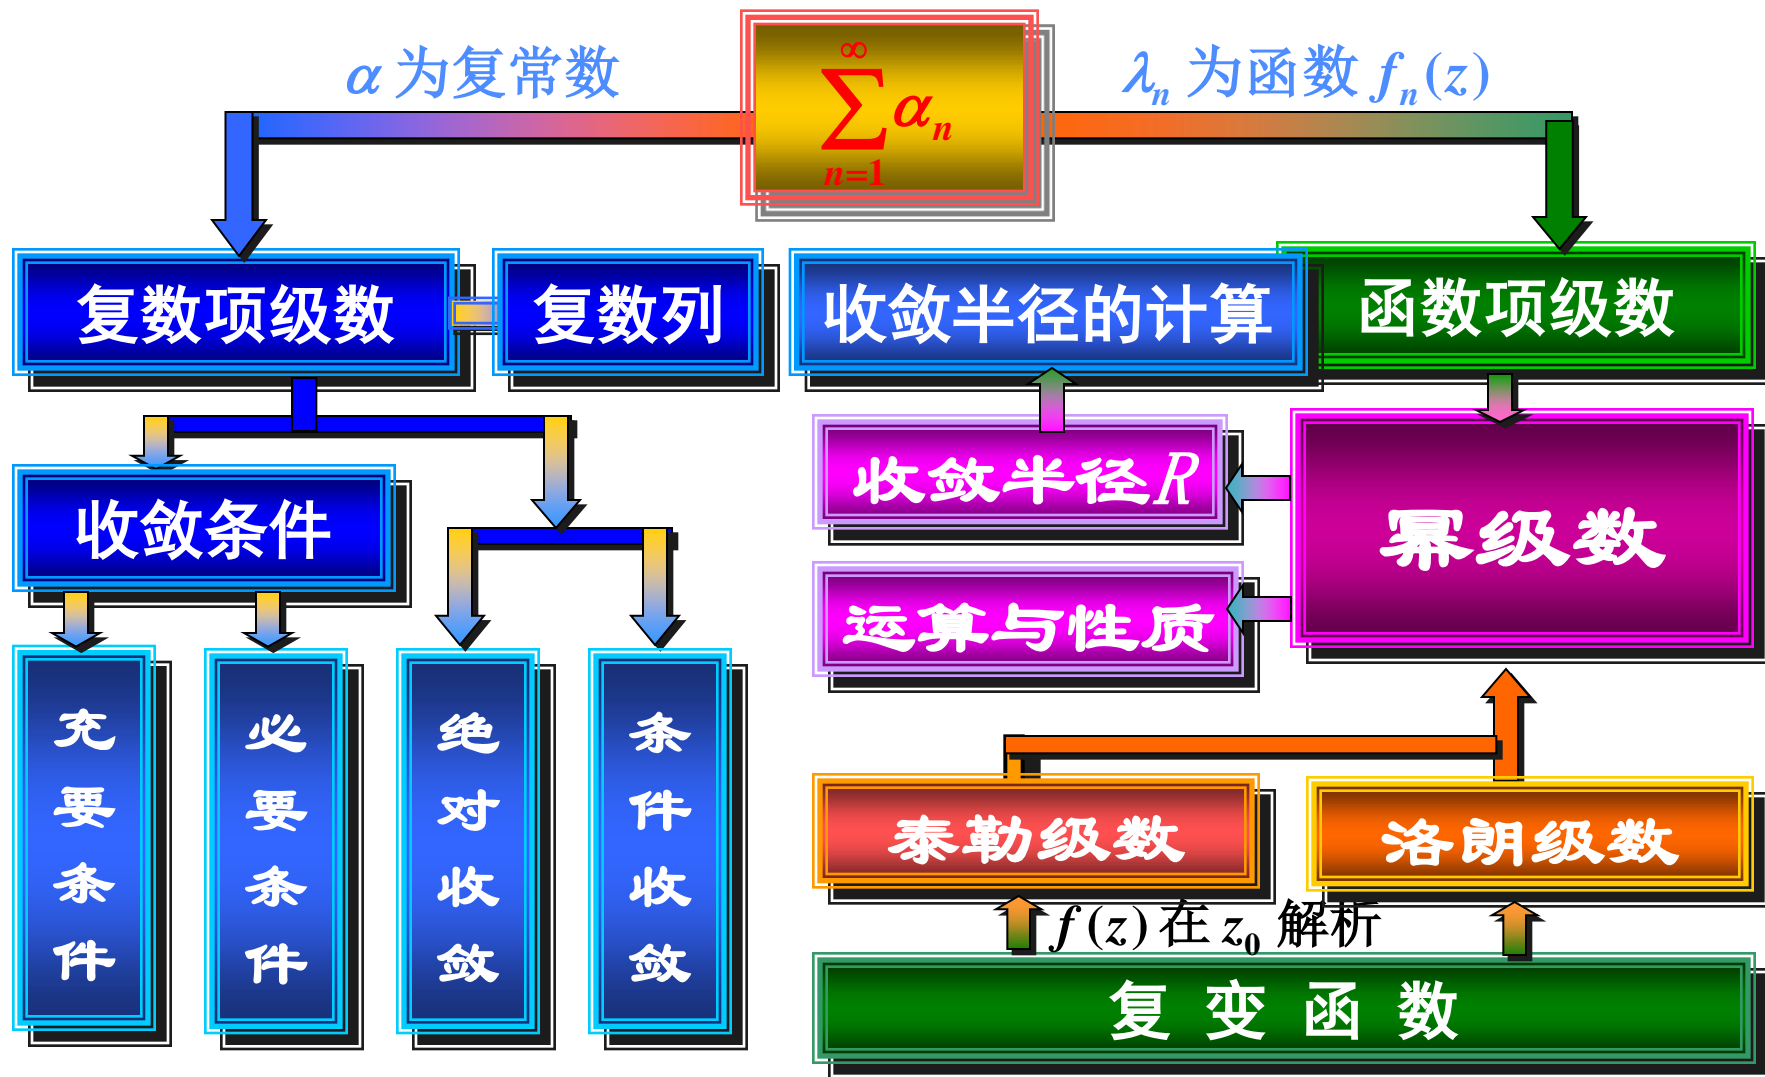 α 为复常数
∞
∑ αₙ
n=1
λₙ 为函数 fₙ(z)
复数项级数
复数列
收敛半径的计算
函数项级数
收敛条件
收敛半径R
幂级数
运算与性质
充要条件
必要条件
绝对收敛
条件收敛
泰勒级数
洛朗级数
f(z) 在 z₀ 解析
复变函数